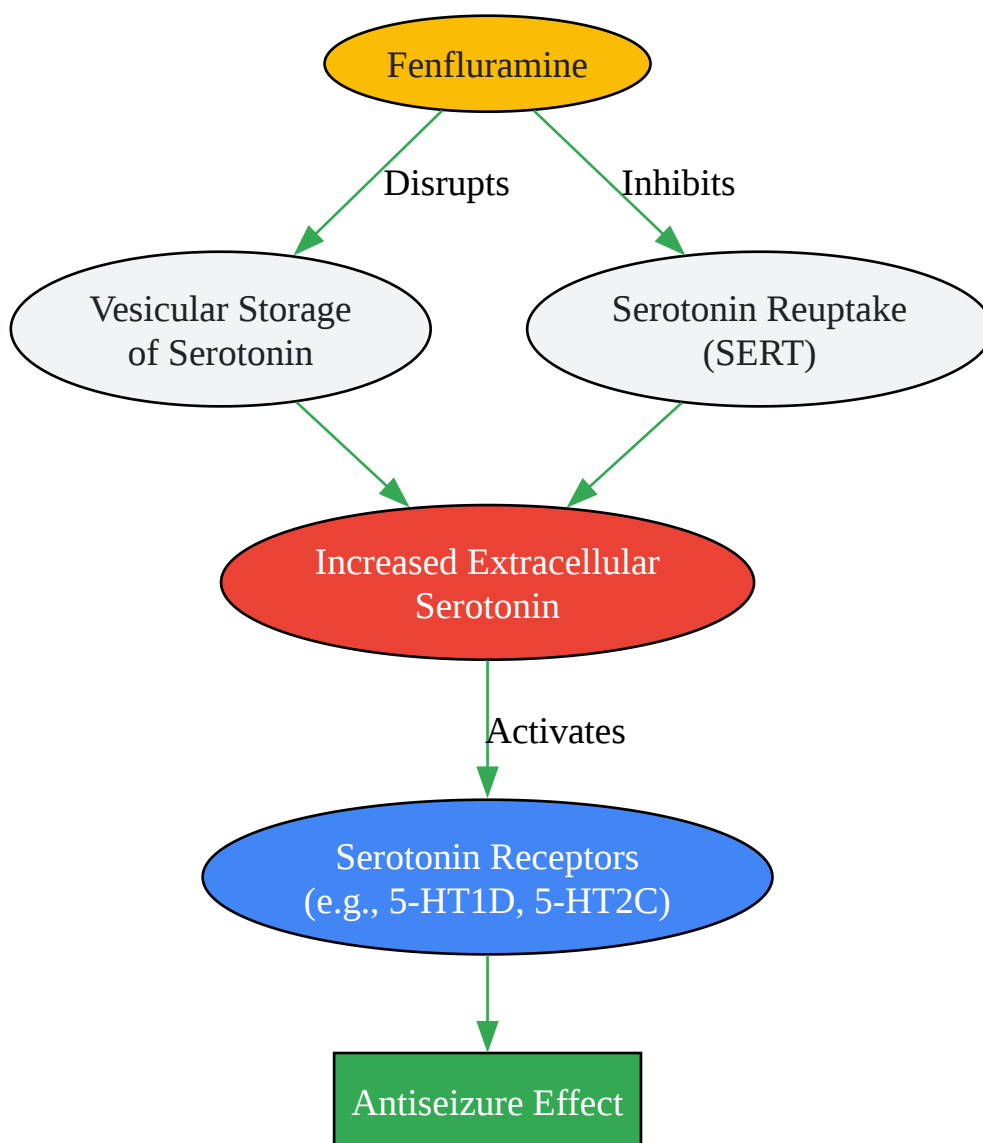 Fenfluramine
Disrupts
Inhibits
Vesicular Storage
of Serotonin
Serotonin Reuptake
(SERT)
Increased Extracellular
Serotonin
Activates
Serotonin Receptors
(e.g., 5-HT1D, 5-HT2C)
Antiseizure Effect